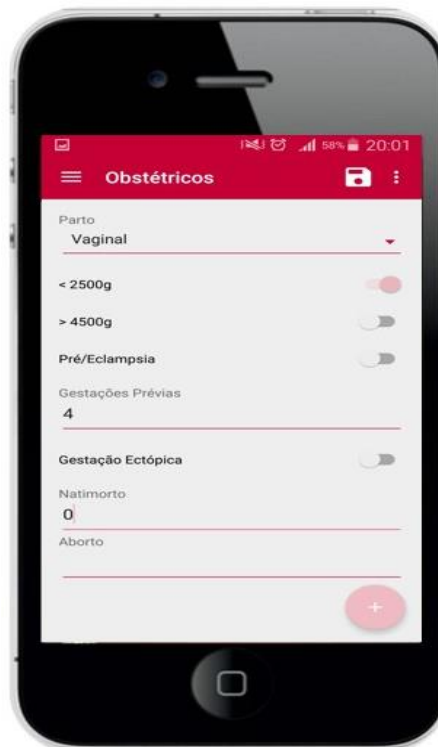 58% 20:01
Obstétricos
Parto
Vaginal
< 2500g
> 4500g
Pré/Eclampsia
Gestações Prévias
4
Gestação Ectópica
Natimorto
0
Aborto
+